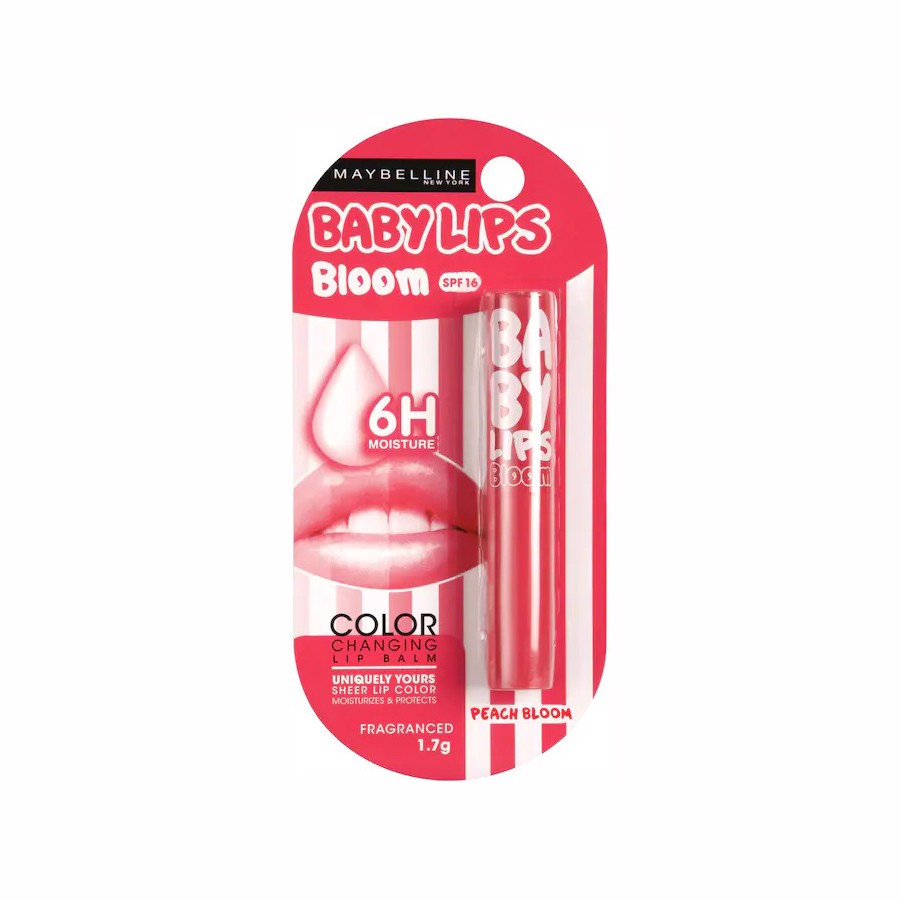 MAYBELLINE
NEW YORK
BABY LIPS
Bloom SPF 16
6H
MOISTURE
BA
BY
LIPS
Bloom
COLOR
CHANGING
LIP BALM
UNIQUELY YOURS
SHEER LIP COLOR
MOISTURIZES & PROTECTS
PEACH BLOOM
FRAGRANCED
1.7g